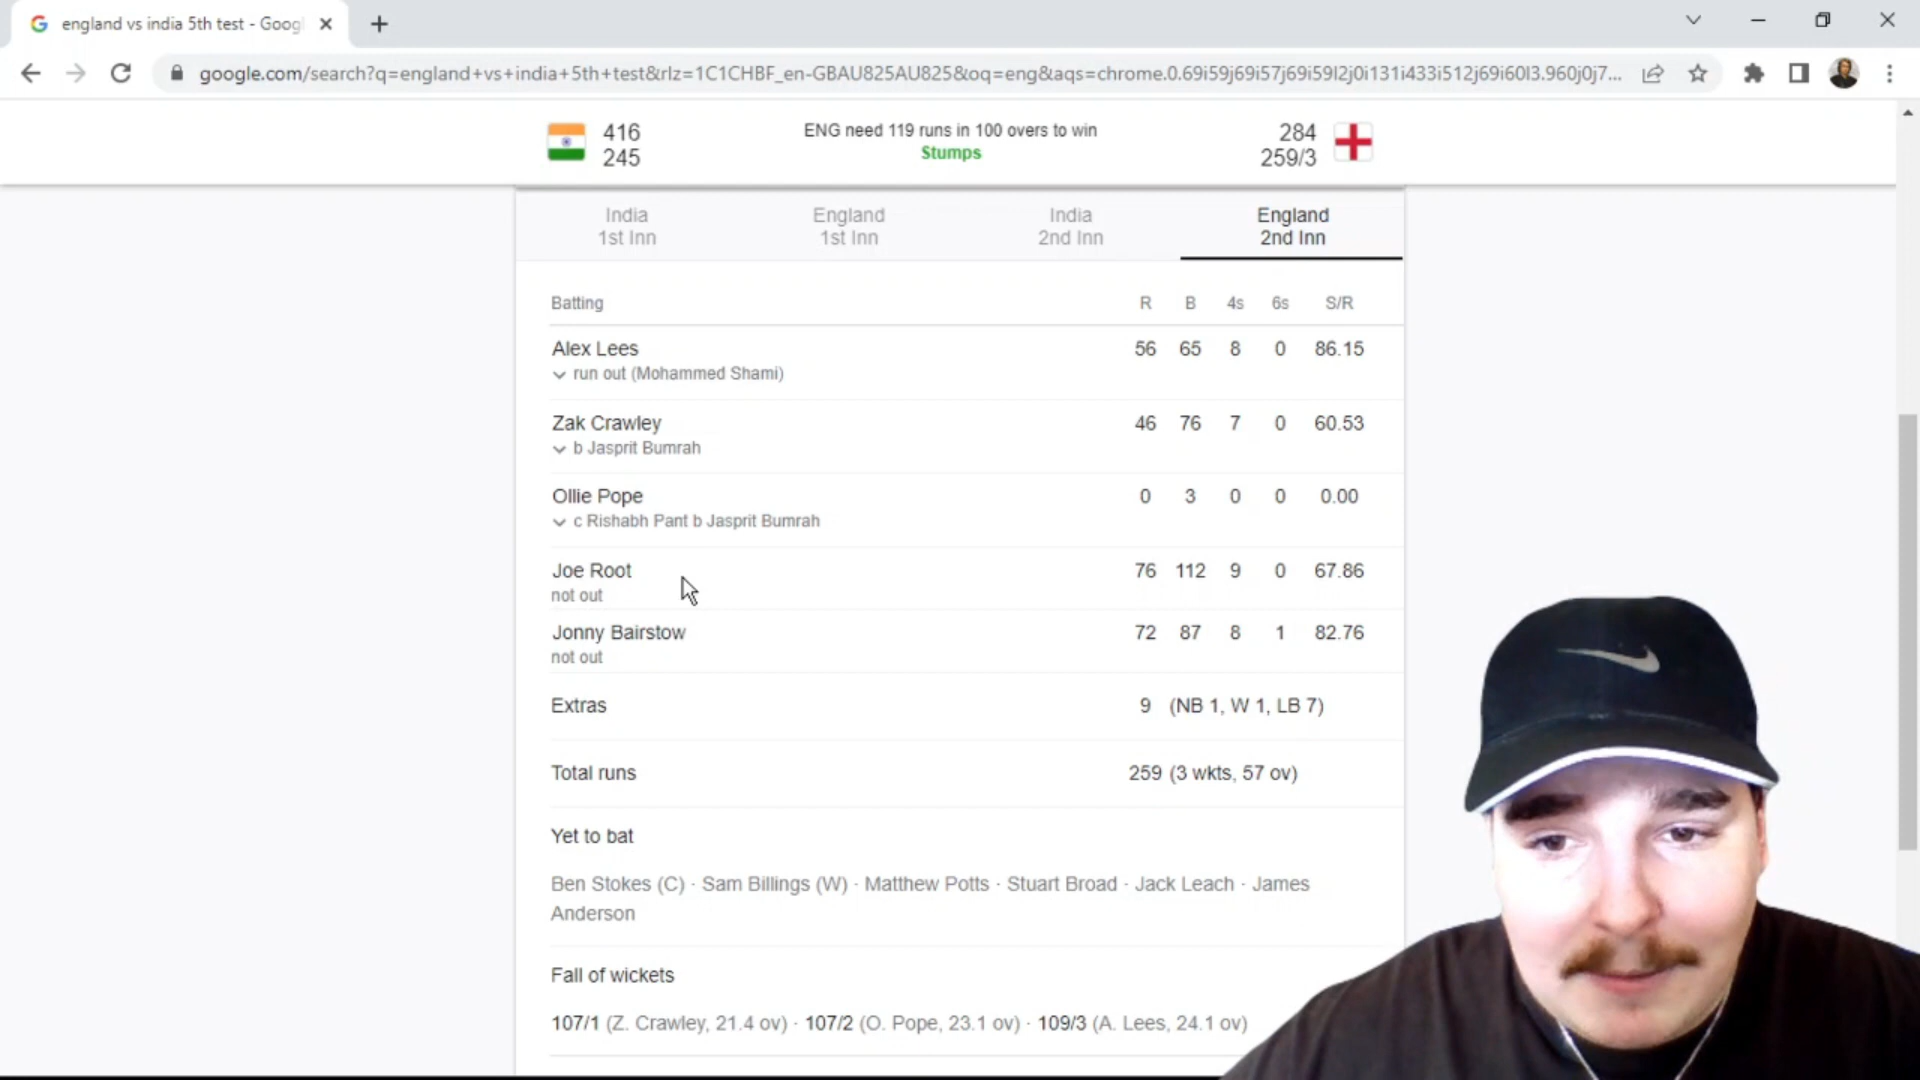 england vs india 5th test - Goog
google.com/search?q=england+vs+india+5th+test&rlz=1C1CHBF_en-GBAU825AU825&oq=eng&aqs=chrome.0.69i59j69i57j69i59l2j0i131i433i512j69i60l3.960j0j7...
416
245
ENG need 119 runs in 100 overs to win
Stumps
284
259/3
India
1st Inn
England
1st Inn
India
2nd Inn
England
2nd Inn
Batting R B 4s 6s S/R
Alex Lees 56 65 8 0 86.15
run out (Mohammed Shami)
Zak Crawley 46 76 7 0 60.53
b Jasprit Bumrah
Ollie Pope 0 3 0 0 0.00
c Rishabh Pant b Jasprit Bumrah
Joe Root 76 112 9 0 67.86
not out
Jonny Bairstow 72 87 8 1 82.76
not out
Extras 9 (NB 1, W 1, LB 7)
Total runs 259 (3 wkts, 57 ov)
Yet to bat
Ben Stokes (C) · Sam Billings (W) · Matthew Potts · Stuart Broad · Jack Leach · James
Anderson
Fall of wickets
107/1 (Z. Crawley, 21.4 ov) · 107/2 (O. Pope, 23.1 ov) · 109/3 (A. Lees, 24.1 ov)